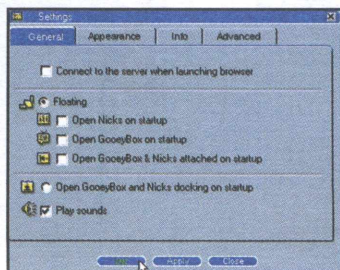 Settings
General Appearance Info Advanced
Connect to the server when launching browser
Floating
Open Nicks on startup
Open GooeyBox on startup
Open GooeyBox & Nicks attached on startup
Open GooeyBox and Nicks docking on startup
Play sounds
Apply Close